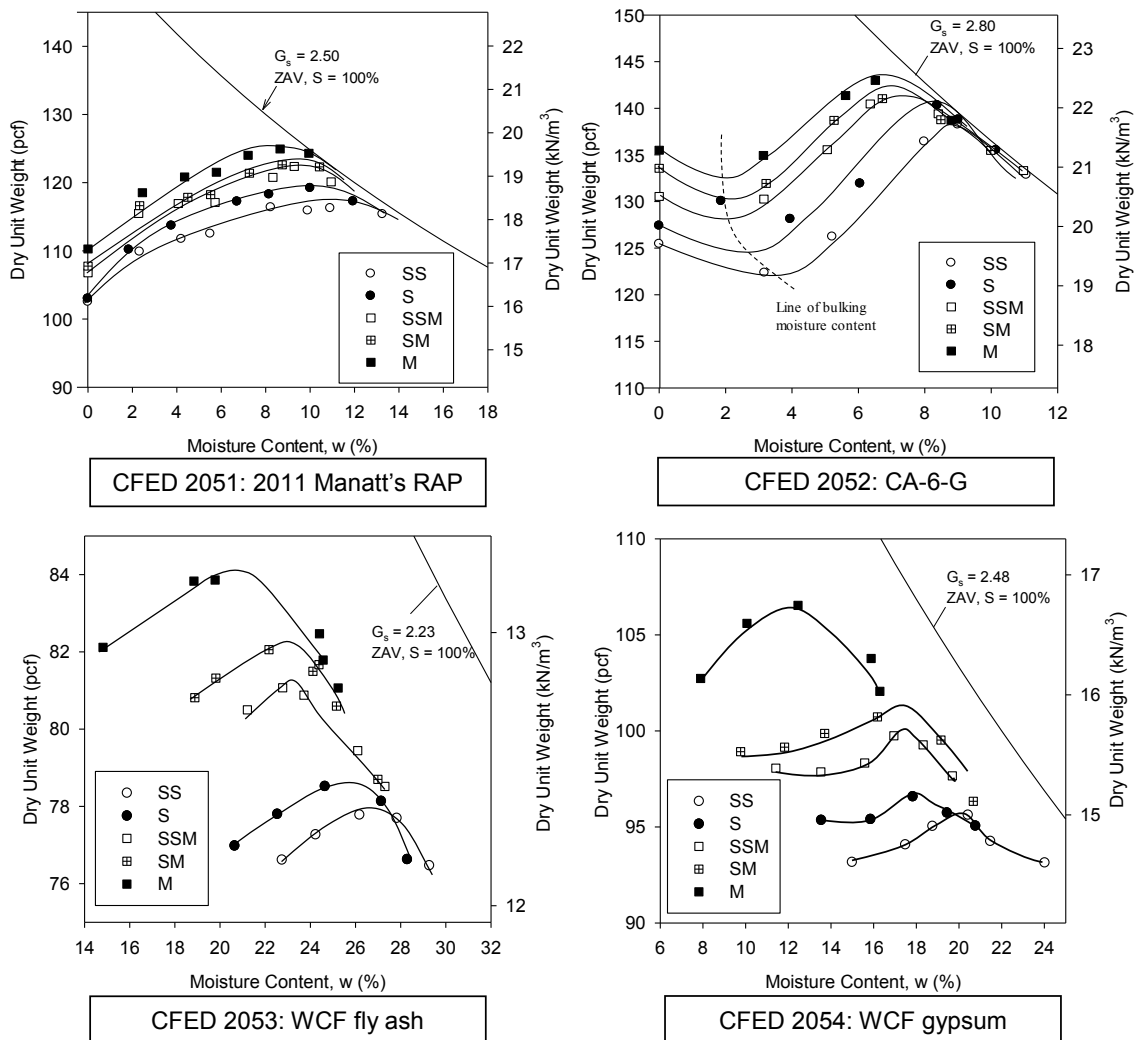 145
135
125
120
110
100
90
Dry Unit Weight (pcf)
0 2 4 6 8 10 12 14 16 18
Moisture Content, w (%)
22
21
20
19
18
17
16
15
Dry Unit Weight (kN/m³)
Gs = 2.50
ZAV, S = 100%
SS
S
SSM
SM
M
CFED 2051: 2011 Manatt's RAP
150
145
140
135
130
125
120
115
110
Dry Unit Weight (pcf)
0 2 4 6 8 10 12
Moisture Content, w (%)
23
22
21
20
19
18
Dry Unit Weight (kN/m³)
Gs = 2.80
ZAV, S = 100%
Line of bulking
moisture content
SS
S
SSM
SM
M
CFED 2052: CA-6-G
84
82
80
78
76
Dry Unit Weight (pcf)
14 16 18 20 22 24 26 28 30 32
Moisture Content, w (%)
13
12
Dry Unit Weight (kN/m³)
Gs = 2.23
ZAV, S = 100%
SS
S
SSM
SM
M
CFED 2053: WCF fly ash
110
105
100
95
90
Dry Unit Weight (pcf)
6 8 10 12 14 16 18 20 22 24
Moisture Content, w (%)
17
16
15
Dry Unit Weight (kN/m³)
Gs = 2.48
ZAV, S = 100%
SS
S
SSM
SM
M
CFED 2054: WCF gypsum